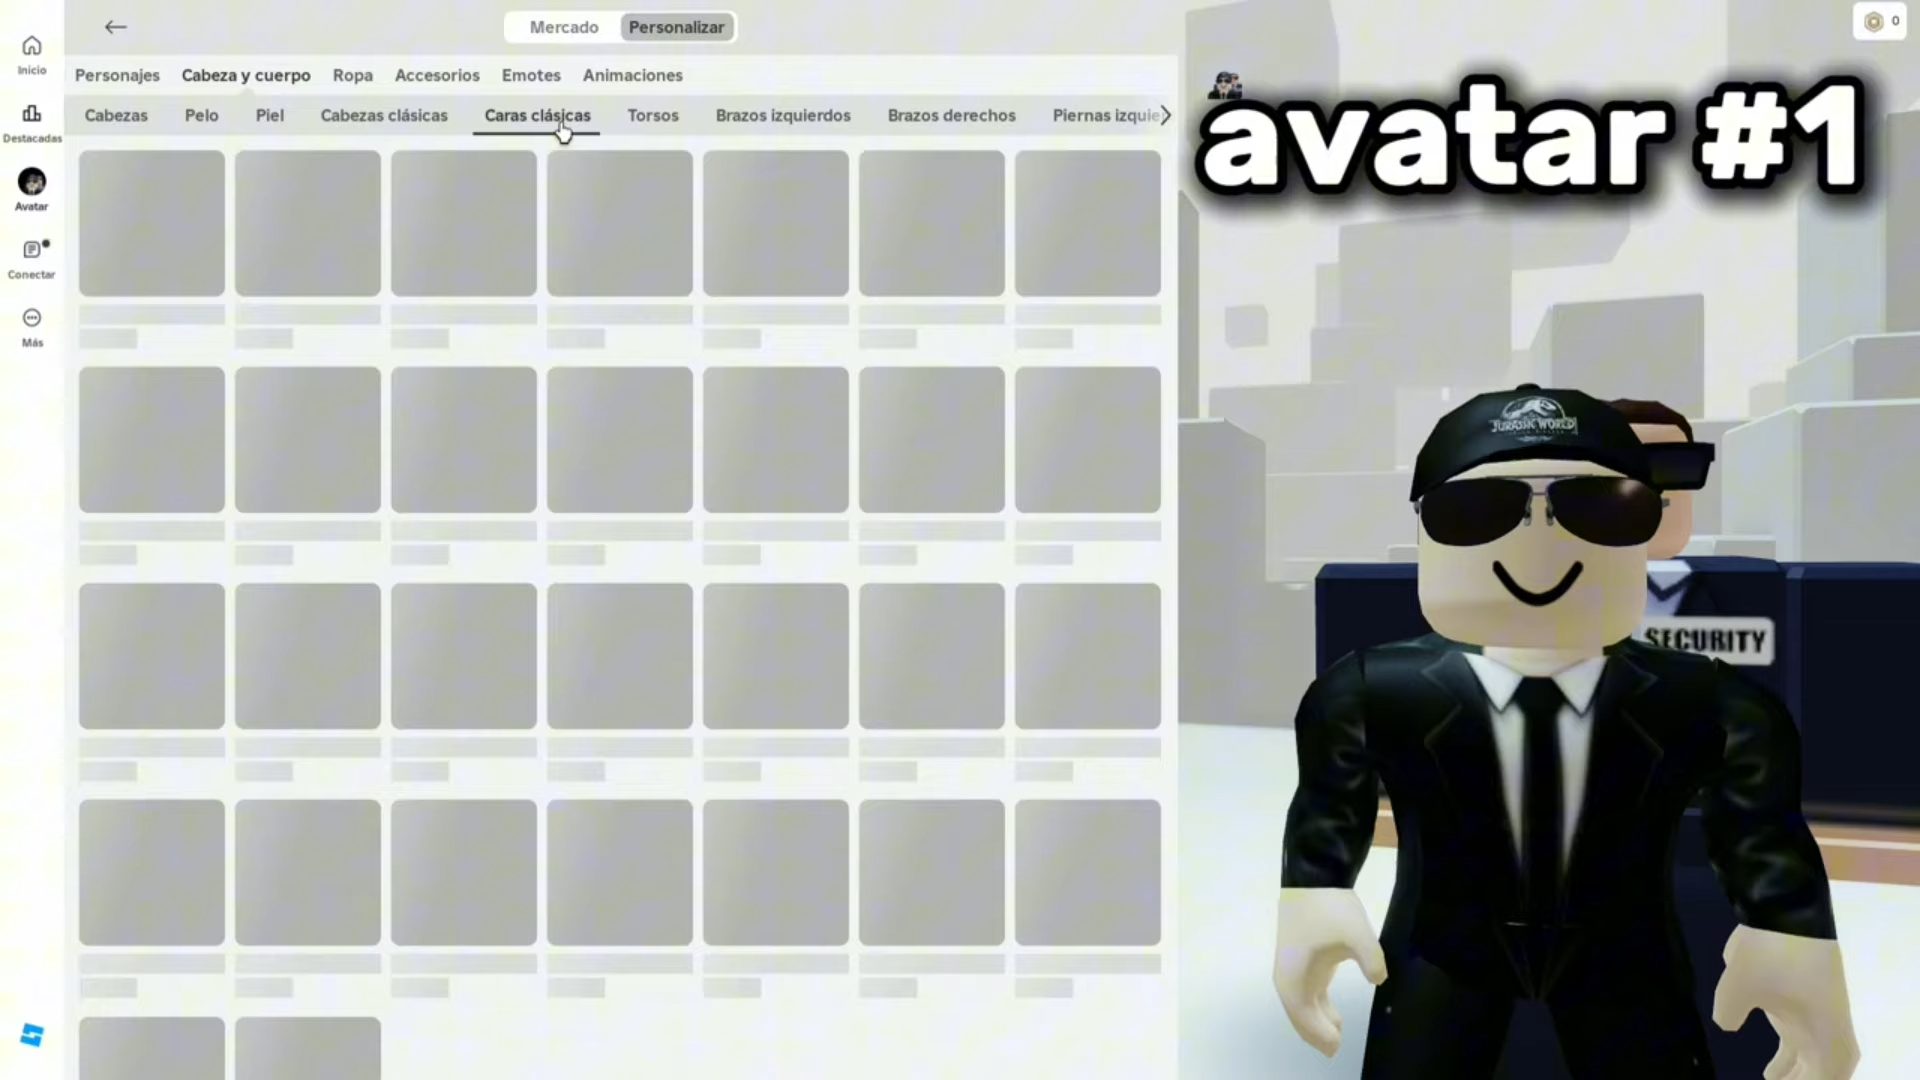 Mercado
Personalizar
0
Inicio
Destacadas
Avatar
Conectar
Más
Personajes
Cabeza y cuerpo
Ropa
Accesorios
Emotes
Animaciones
Cabezas
Pelo
Piel
Cabezas clásicas
Caras clásicas
Torsos
Brazos izquierdos
Brazos derechos
Piernas izquie
avatar #1
JURASSIC WORLD
SECURITY